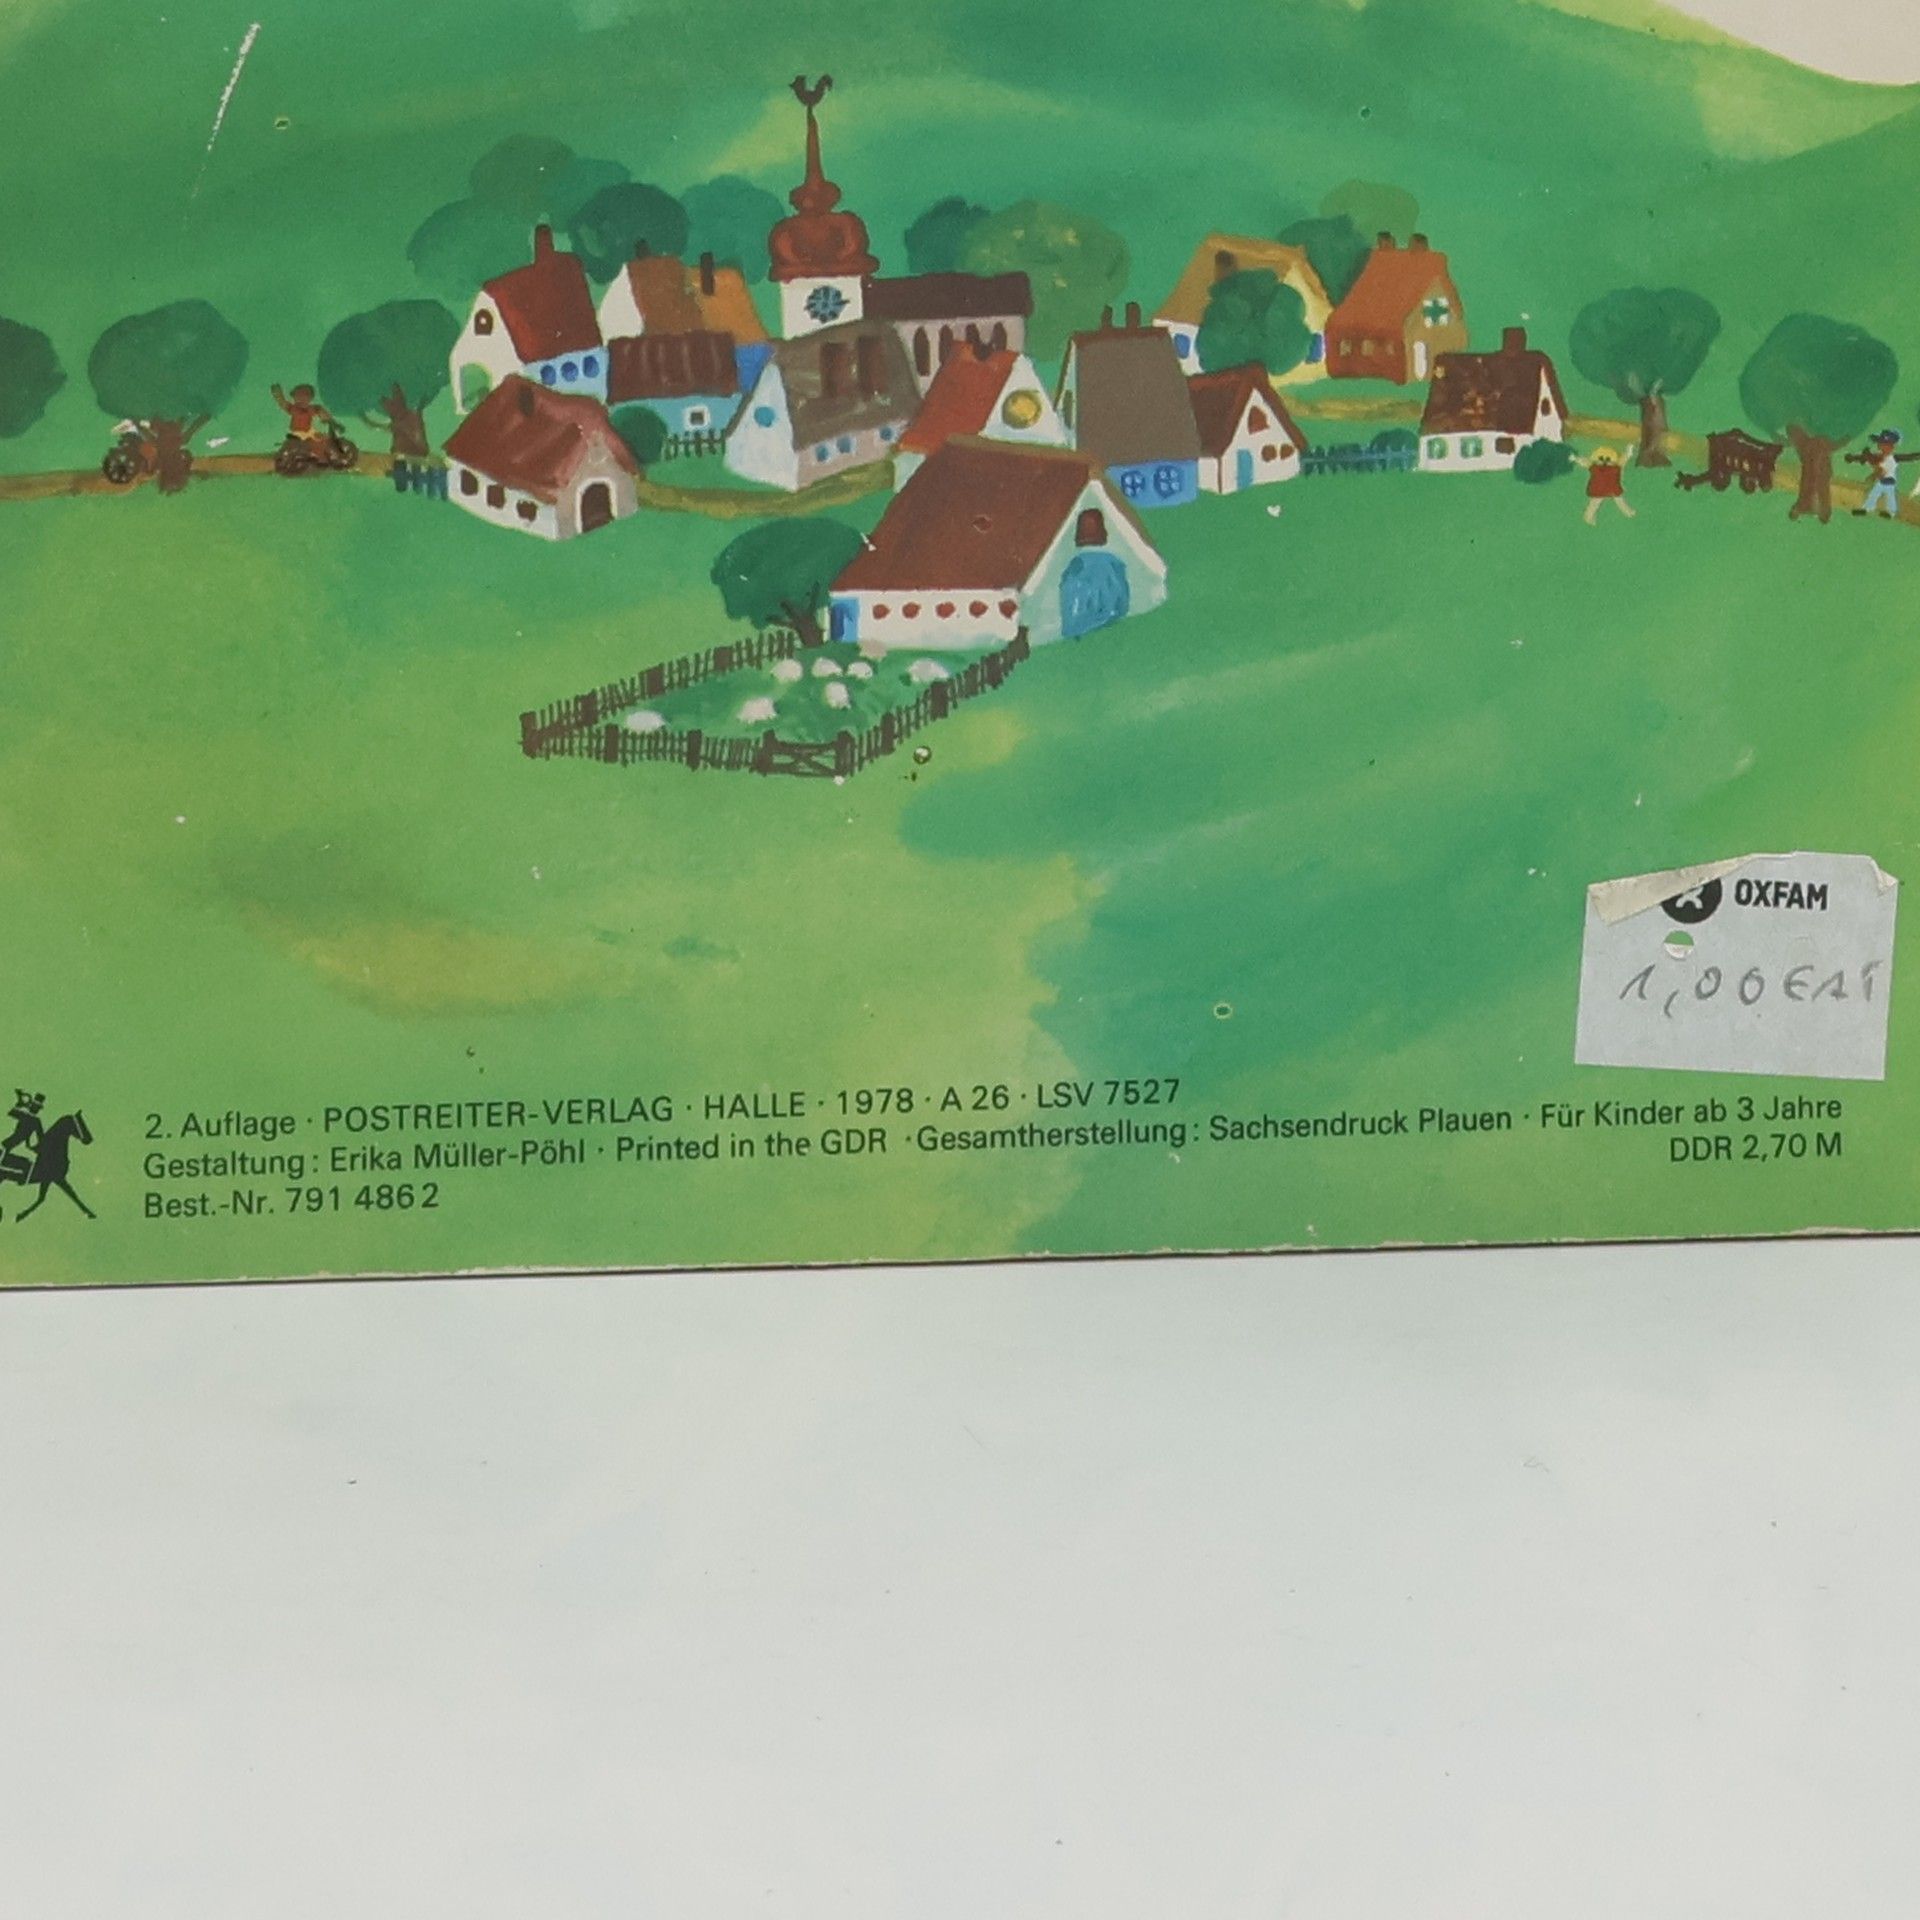 OXFAM
1,00 €
2. Auflage · POSTREITER-VERLAG · HALLE · 1978 · A 26 · LSV 7527
Gestaltung: Erika Müller-Pöhl · Printed in the GDR · Gesamtherstellung: Sachsendruck Plauen · Für Kinder ab 3 Jahre
Best.-Nr. 791 486 2
DDR 2,70 M